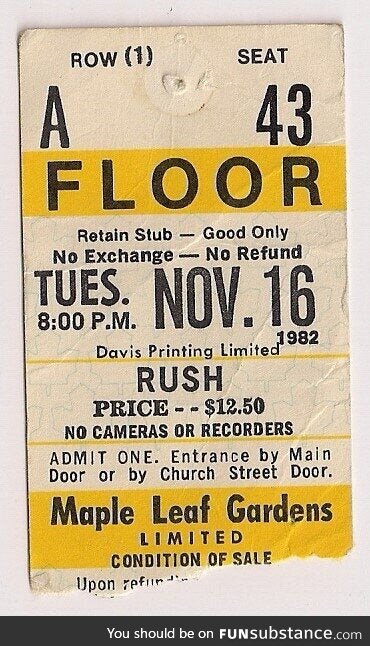 ROW (1) SEAT
A 43
FLOOR
Retain Stub — Good Only
No Exchange — No Refund
TUES. NOV. 16
8:00 P.M. 1982
Davis Printing Limited
RUSH
PRICE - - $12.50
NO CAMERAS OR RECORDERS
ADMIT ONE. Entrance by Main
Door or by Church Street Door.
Maple Leaf Gardens
LIMITED
CONDITION OF SALE
Upon
You should be on FUNsubstance.com